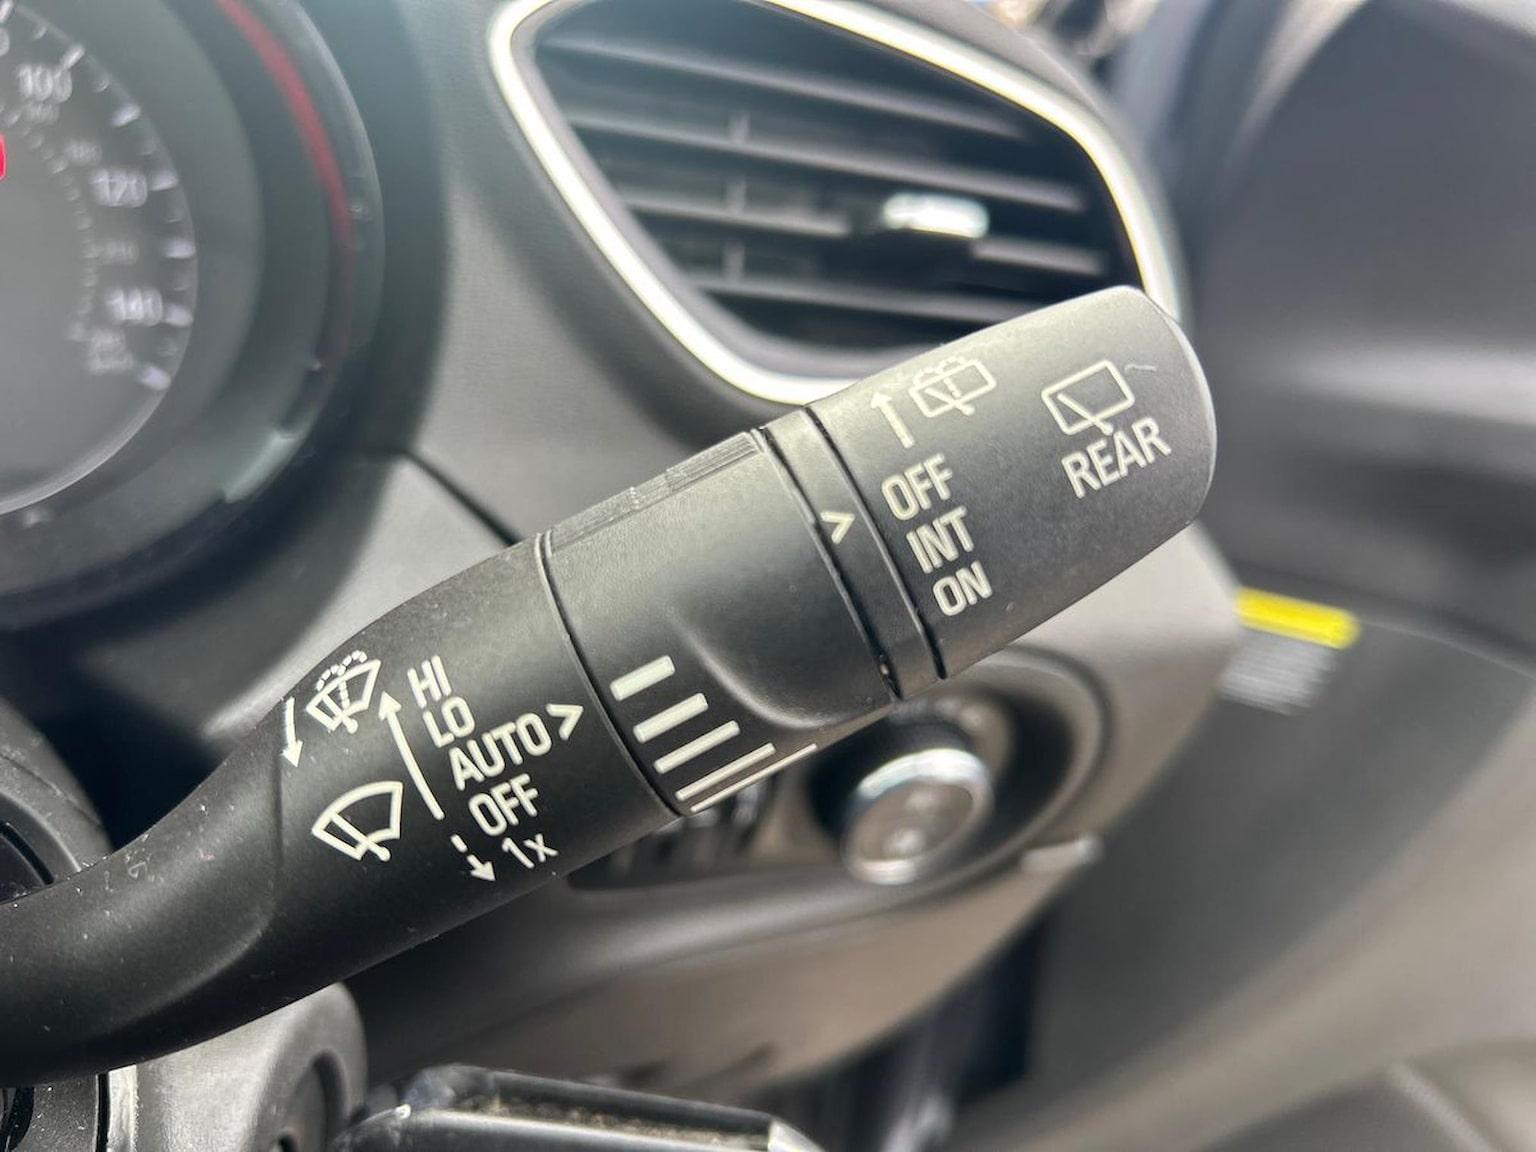 100
120
140
OFF
INT
ON
REAR
HI
LO
AUTO >
OFF
1x
>